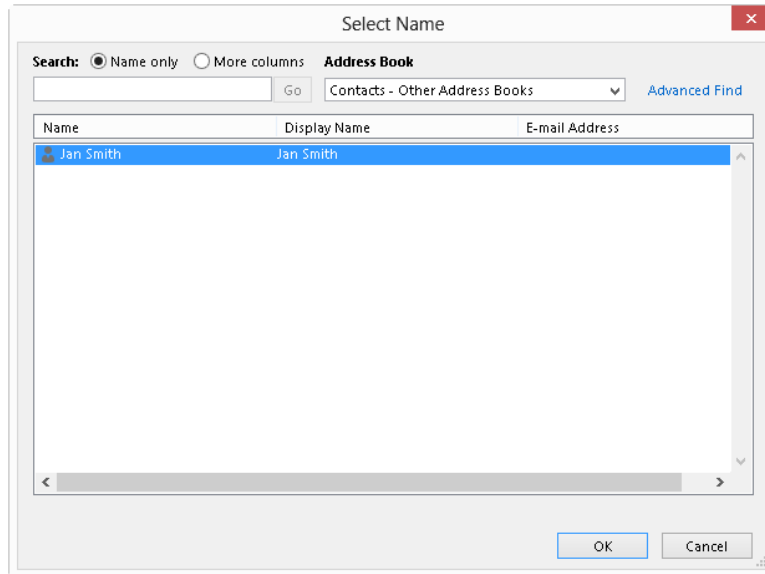 Select Name
Search: Name only More columns Address Book
Go Contacts - Other Address Books Advanced Find
Name Display Name E-mail Address
Jan Smith Jan Smith
OK Cancel